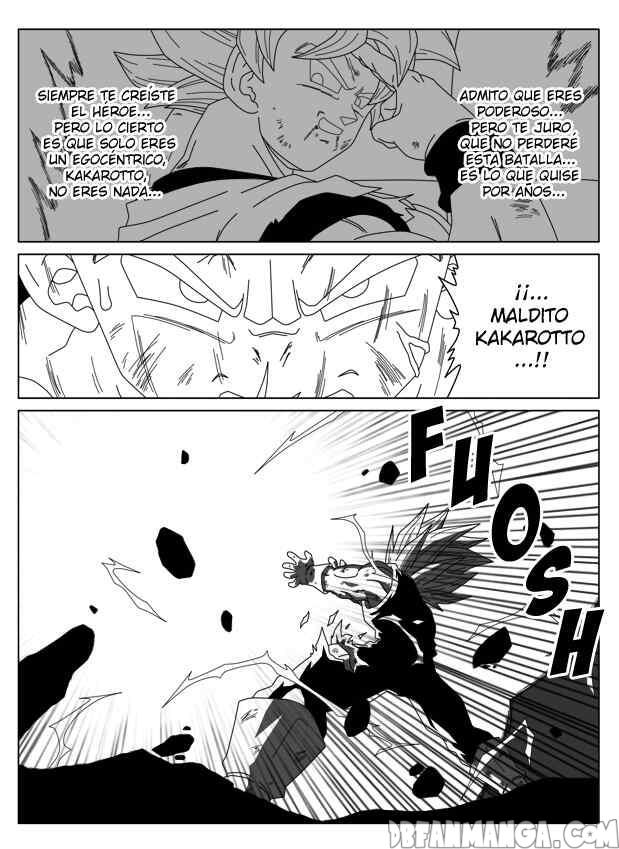 SIEMPRE TE CREÍSTE
EL HÉROE...
PERO LO CIERTO
ES QUE SOLO ERES
UN EGOCÉNTRICO,
KAKAROTTO,
NO ERES NADA...
ADMITO QUE ERES
PODEROSO...
PERO TE JURO,
QUE NO PERDERÉ
ESTA BATALLA...
ES LO QUE QUISE
POR AÑOS...
¡¡...
MALDITO
KAKAROTTO
...!!
FUOSH
DBFANMANGA.COM